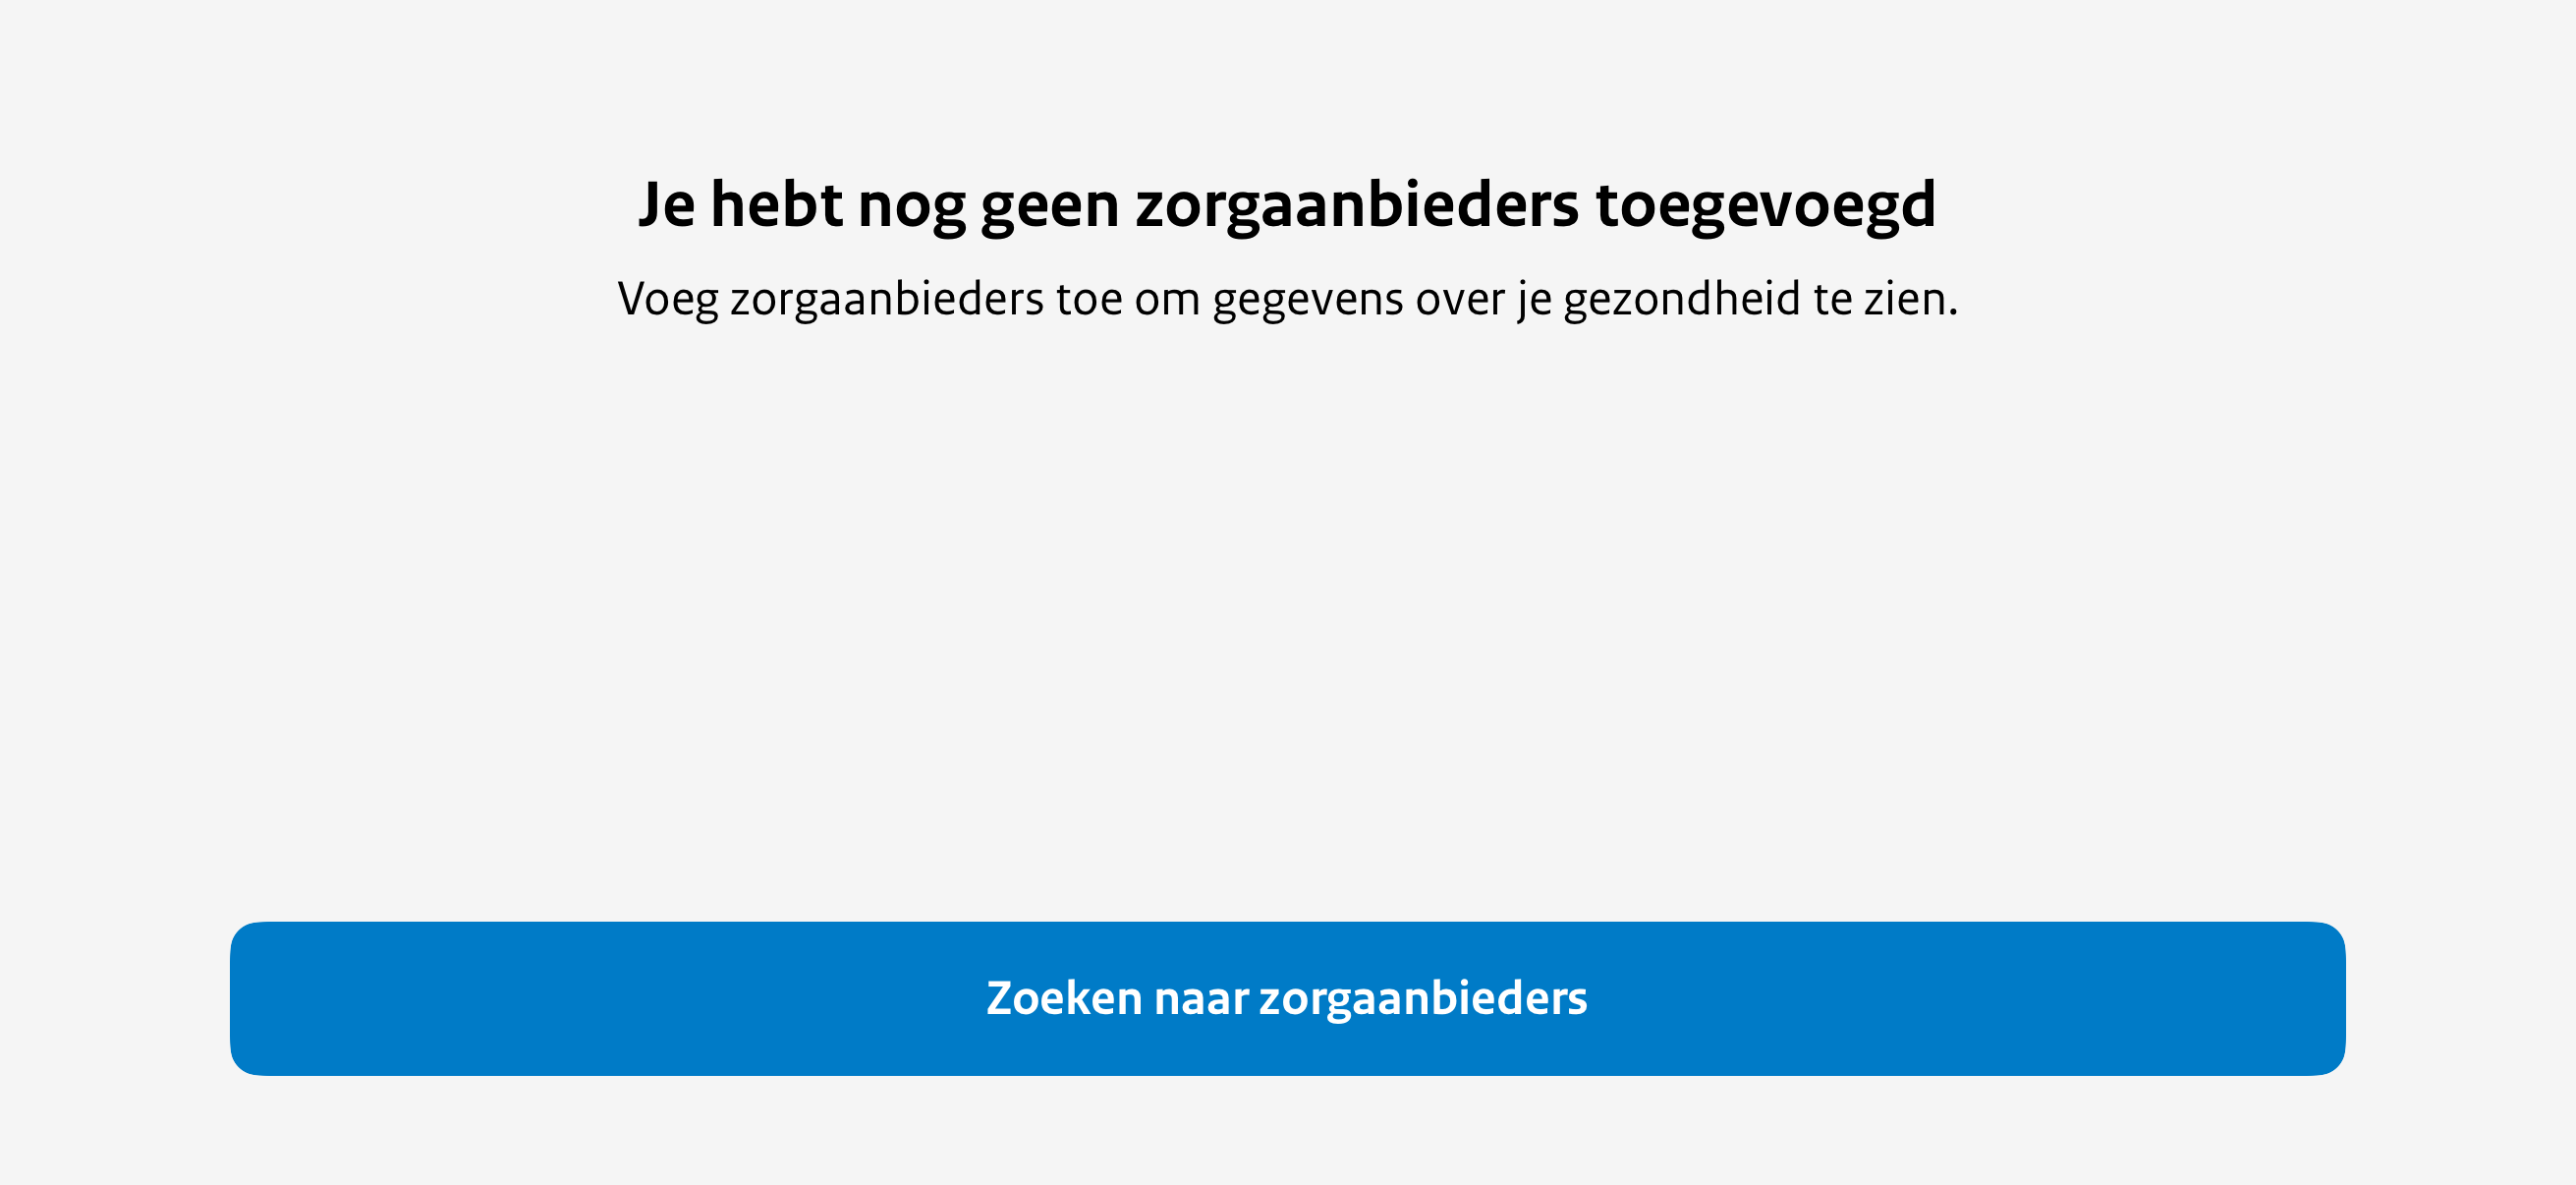 Je hebt nog geen zorgaanbieders toegevoegd
Voeg zorgaanbieders toe om gegevens over je gezondheid te zien.
Zoeken naar zorgaanbieders